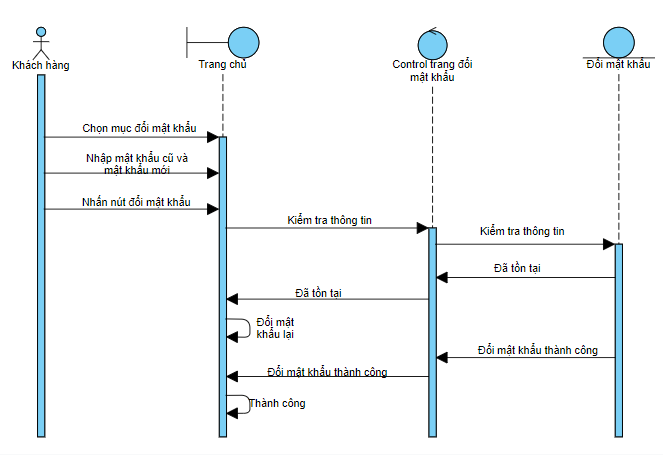 Khách hàng
Trang chủ
Control trang đổi
mật khẩu
Đổi mật khẩu
Chọn mục đổi mật khẩu
Nhập mật khẩu cũ và
mật khẩu mới
Nhấn nút đổi mật khẩu
Kiểm tra thông tin
Kiểm tra thông tin
Đã tồn tại
Đã tồn tại
Đổi mật
khẩu lại
Đổi mật khẩu thành công
Đổi mật khẩu thành công
Thành công